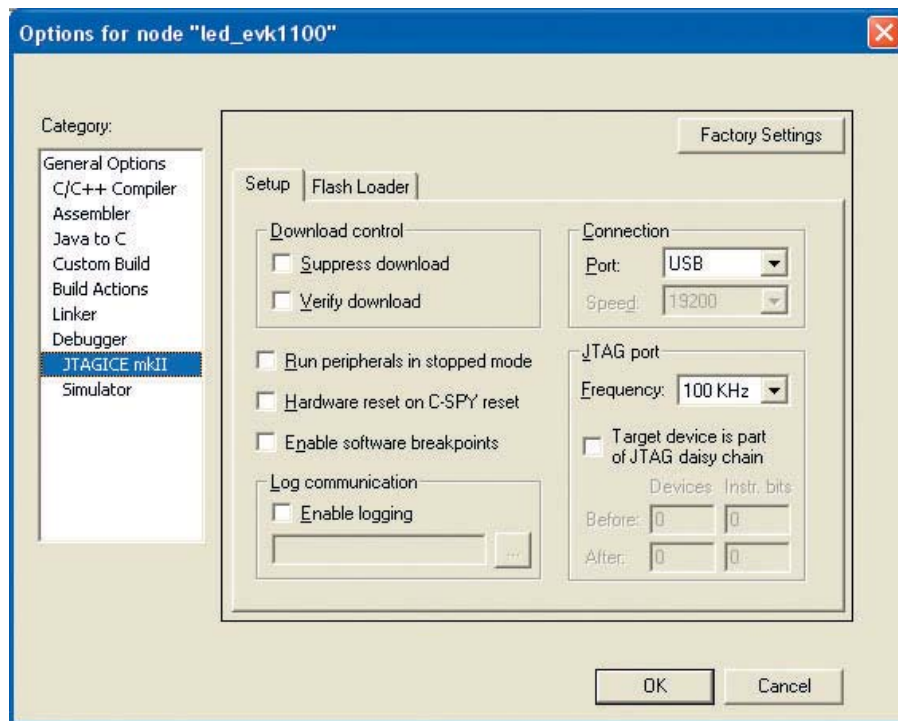 Options for node "led_evk1100"
Category:
General Options
C/C++ Compiler
Assembler
Java to C
Custom Build
Build Actions
Linker
Debugger
JTAGICE mkII
Simulator
Factory Settings
Setup
Flash Loader
Download control
Suppress download
Verify download
Run peripherals in stopped mode
Hardware reset on C-SPY reset
Enable software breakpoints
Log communication
Enable logging
...
Connection
Port: USB
Speed: 19200
JTAG port
Frequency: 100 KHz
Target device is part
of JTAG daisy chain
Devices Instr. bits
Before: 0 0
After: 0 0
OK
Cancel